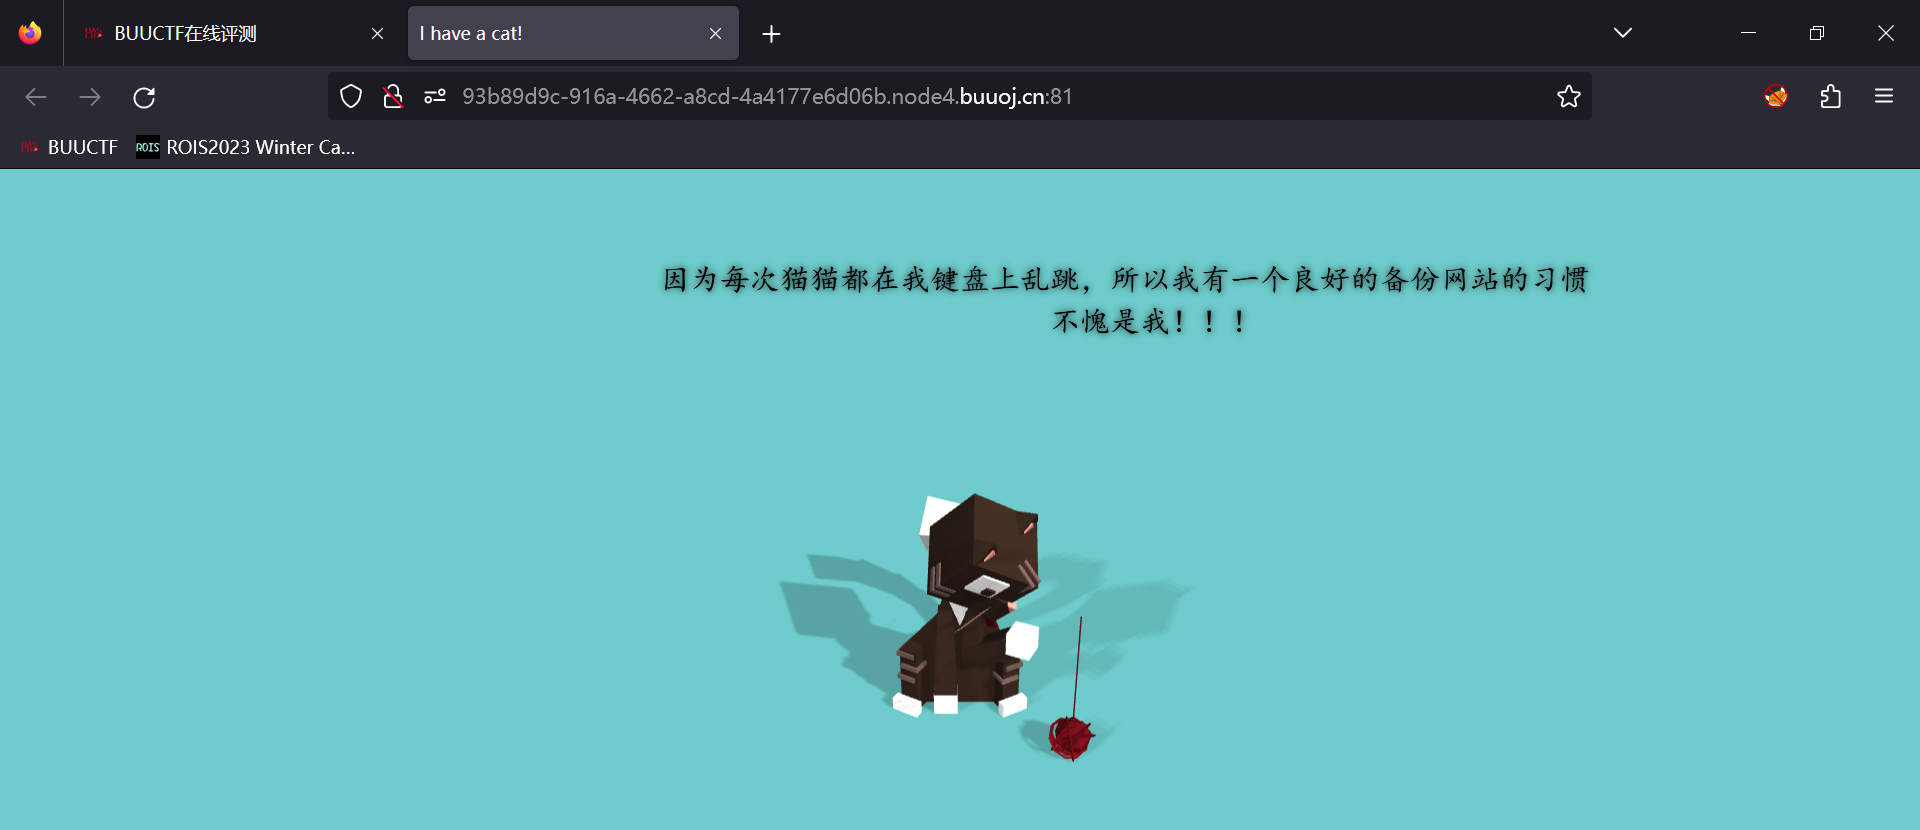 BUUCTF在线评测
I have a cat!
93b89d9c-916a-4662-a8cd-4a4177e6d06b.node4.buuoj.cn:81
BUUCTF
ROIS
ROIS2023 Winter Ca...
因为每次猫猫都在我键盘上乱跳，所以我有一个良好的备份网站的习惯
不愧是我！！！